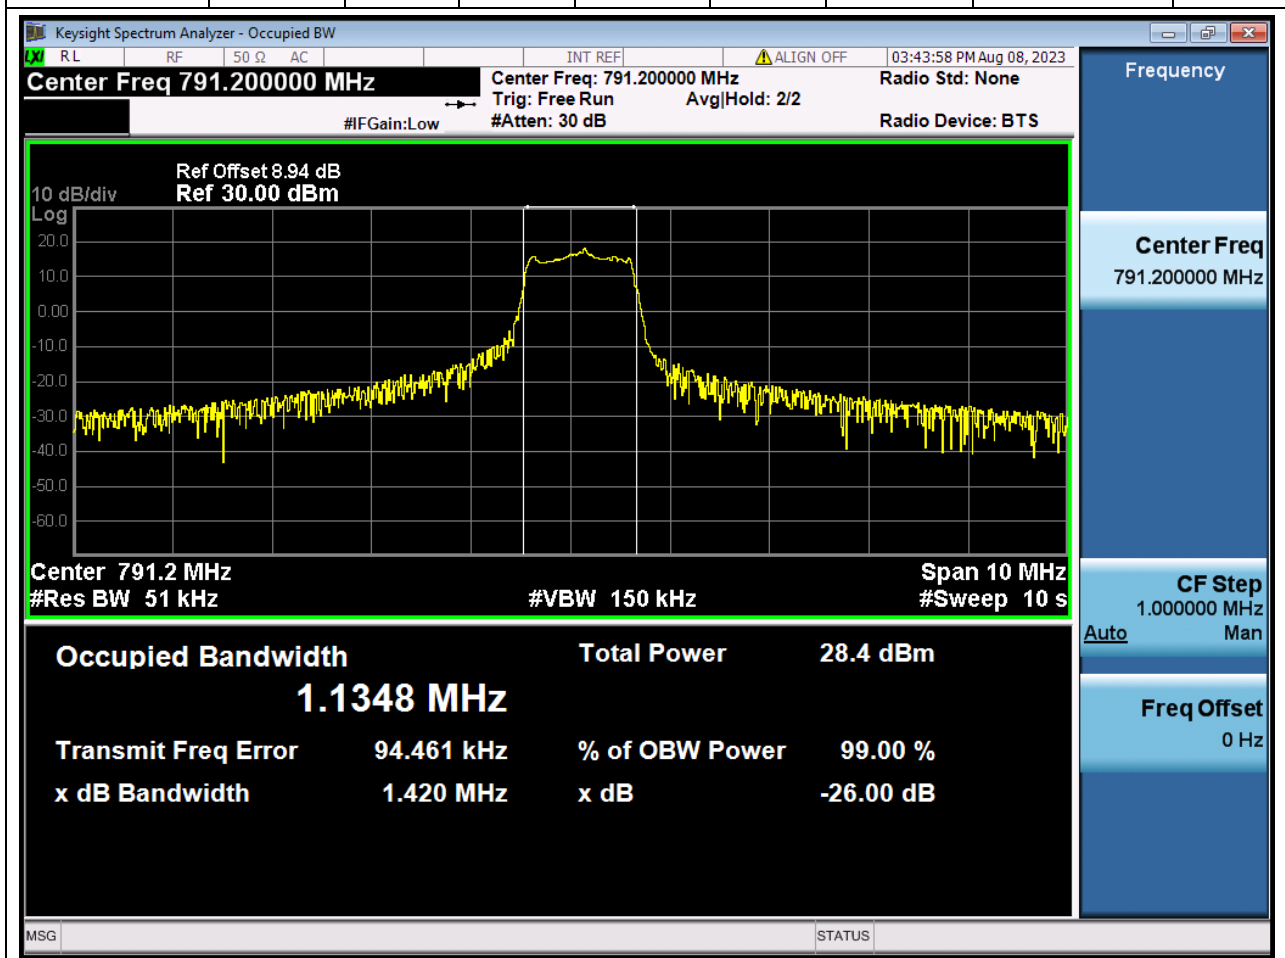 Keysight Spectrum Analyzer - Occupied BW
LXI RL RF 50 Ω AC INT REF ALIGN OFF 03:43:58 PM Aug 08, 2023
Center Freq 791.200000 MHz
Center Freq: 791.200000 MHz
Radio Std: None
Trig: Free Run Avg|Hold: 2/2
#IFGain:Low
#Atten: 30 dB
Radio Device: BTS
Ref Offset 8.94 dB
10 dB/div Ref 30.00 dBm
Log
20.0
10.0
0.00
-10.0
-20.0
-30.0
-40.0
-50.0
-60.0
Center 791.2 MHz Span 10 MHz
#Res BW 51 kHz #VBW 150 kHz #Sweep 10 s
Occupied Bandwidth Total Power 28.4 dBm
1.1348 MHz
Transmit Freq Error 94.461 kHz % of OBW Power 99.00 %
x dB Bandwidth 1.420 MHz x dB -26.00 dB
MSG STATUS
Frequency
Center Freq
791.200000 MHz
CF Step
1.000000 MHz
Auto Man
Freq Offset
0 Hz